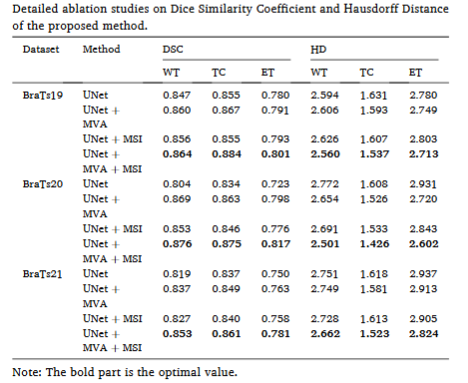 Detailed ablation studies on Dice Similarity Coefficient and Hausdorff Distance
of the proposed method.
Dataset Method DSC HD
WT TC ET WT TC ET
BraTs19 UNet 0.847 0.855 0.780 2.594 1.631 2.780
UNet + 0.860 0.867 0.791 2.606 1.593 2.749
MVA
UNet + MSI 0.856 0.855 0.793 2.626 1.607 2.803
UNet + 0.864 0.884 0.801 2.560 1.537 2.713
MVA + MSI
BraTs20 UNet 0.804 0.834 0.723 2.772 1.608 2.931
UNet + 0.869 0.863 0.798 2.654 1.526 2.720
MVA
UNet + MSI 0.853 0.846 0.776 2.691 1.533 2.843
UNet + 0.876 0.875 0.817 2.501 1.426 2.602
MVA + MSI
BraTs21 UNet 0.819 0.837 0.750 2.751 1.618 2.937
UNet + 0.837 0.849 0.763 2.749 1.581 2.913
MVA
UNet + MSI 0.827 0.840 0.758 2.728 1.613 2.905
UNet + 0.853 0.861 0.781 2.662 1.523 2.824
MVA + MSI
Note: The bold part is the optimal value.